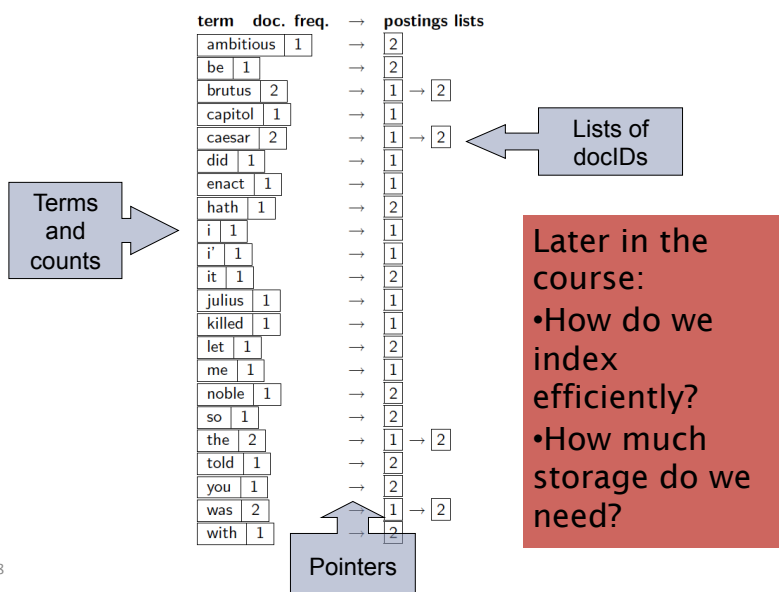 term doc. freq. → postings lists
ambitious 1 → 2
be 1 → 2
brutus 2 → 1 → 2
capitol 1 → 1
caesar 2 → 1 → 2
did 1 → 1
enact 1 → 1
hath 1 → 2
i 1 → 1
i' 1 → 1
it 1 → 2
julius 1 → 1
killed 1 → 1
let 1 → 2
me 1 → 1
noble 1 → 2
so 1 → 2
the 2 → 1 → 2
told 1 → 2
you 1 → 2
was 2 → 1 → 2
with 1 → 2
Terms
and
counts
Lists of
docIDs
Later in the
course:
•How do we
index
efficiently?
•How much
storage do we
need?
Pointers
3